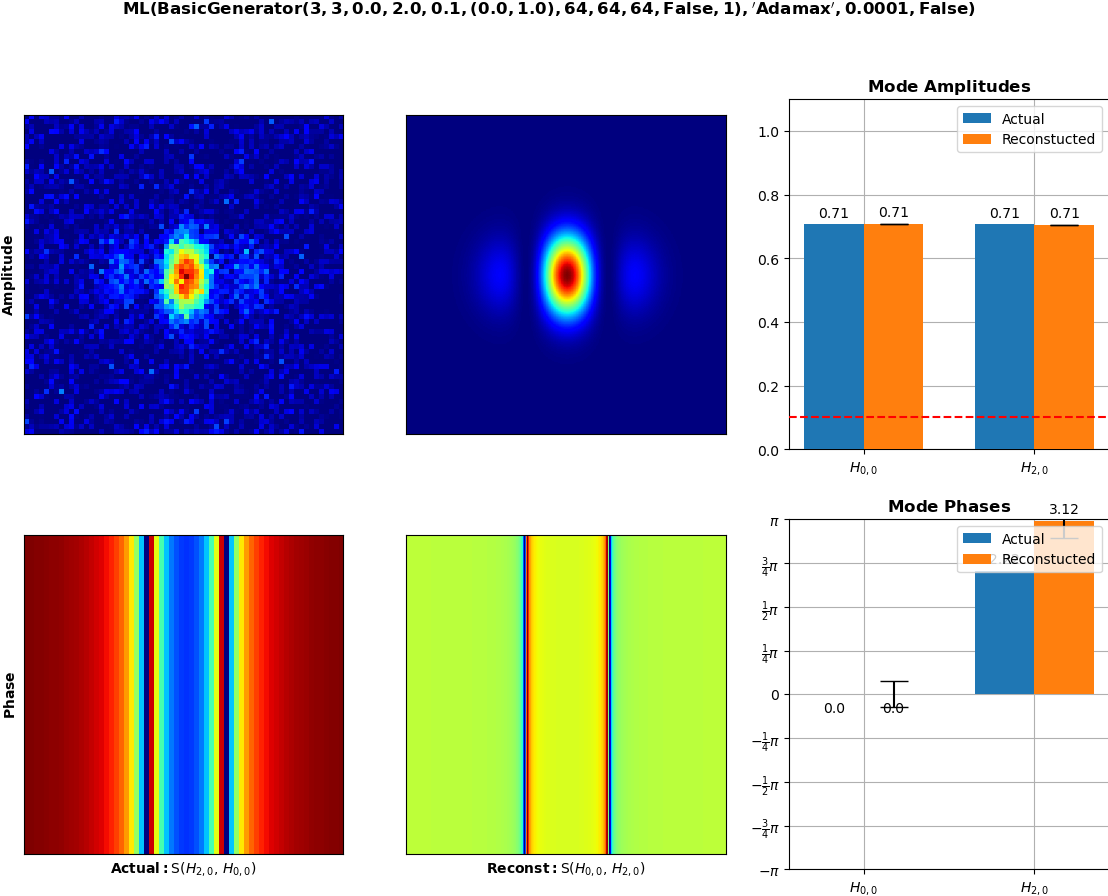 ML(BasicGenerator(3, 3, 0.0, 2.0, 0.1, (0.0, 1.0), 64, 64, 64, False, 1), ′Adamax′, 0.0001, False)
Amplitude
Mode Amplitudes
Actual
Reconstucted
1.0
0.8
0.6
0.4
0.2
0.0
0.71
0.71
0.71
0.71
H0, 0
H2, 0
Phase
Actual: S(H2, 0, H0, 0)
Reconst: S(H0, 0, H2, 0)
Mode Phases
3.12
Actual
Reconstucted
π
3/4π
1/2π
1/4π
0
−1/4π
−1/2π
−3/4π
−π
0.0
0.0
H0, 0
H2, 0